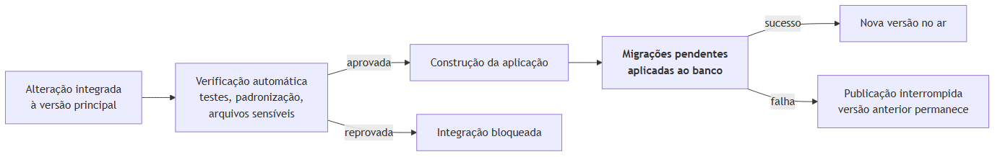 Alteração integrada
à versão principal
Verificação automática
testes, padronização,
arquivos sensíveis
aprovada
reprovada
Construção da aplicação
Integração bloqueada
Migrações pendentes
aplicadas ao banco
sucesso
falha
Nova versão no ar
Publicação interrompida
versão anterior permanece